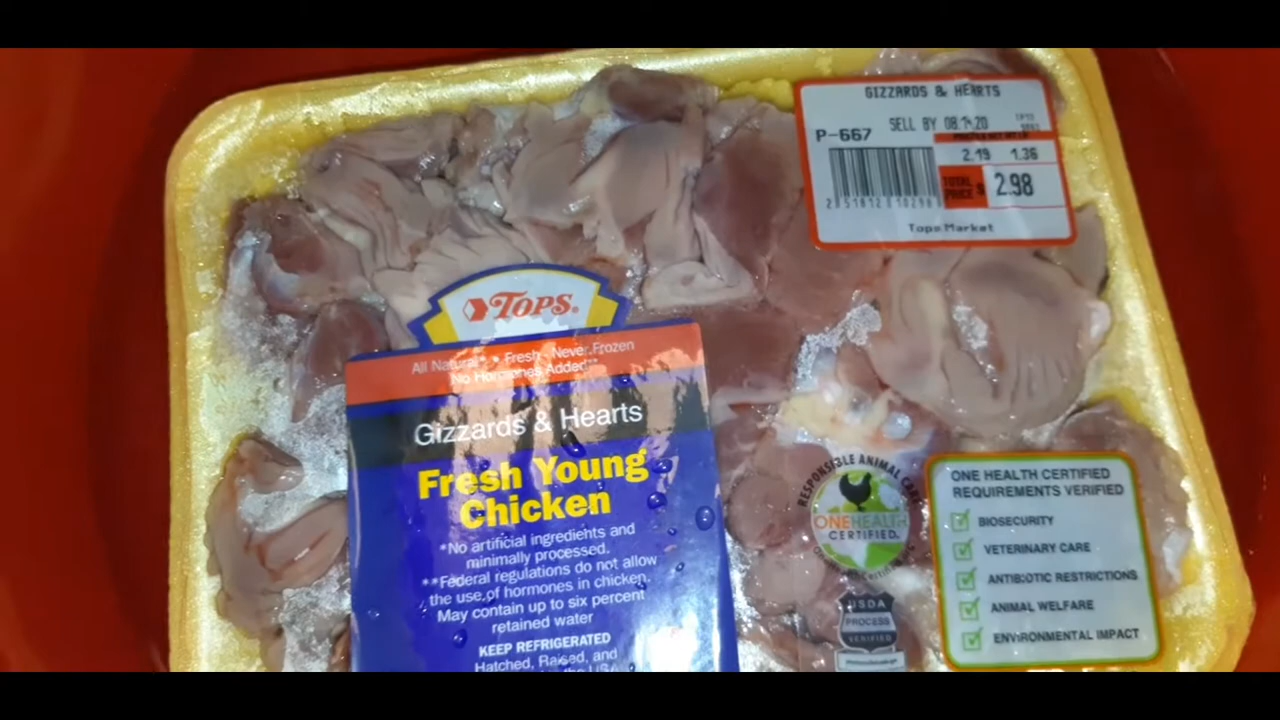 GIZZARDS & HEARTS
SELL BY 08.14.20
P-667
2.19 1.36
TOTAL PRICE $ 2.98
Tops Market
TOPS
All Natural* • Fresh - Never Frozen
No Hormones Added**
Gizzards & Hearts
Fresh Young
Chicken
*No artificial ingredients and
minimally processed.
**Federal regulations do not allow
the use of hormones in chicken.
May contain up to six percent
retained water
KEEP REFRIGERATED
Hatched, Raised, and
the USA
RESPONSIBLE ANIMAL CARE
ONEHEALTH
CERTIFIED.
USDA
PROCESS
VERIFIED
ONE HEALTH CERTIFIED
REQUIREMENTS VERIFIED
BIOSECURITY
VETERINARY CARE
ANTIBIOTIC RESTRICTIONS
ANIMAL WELFARE
ENVIRONMENTAL IMPACT